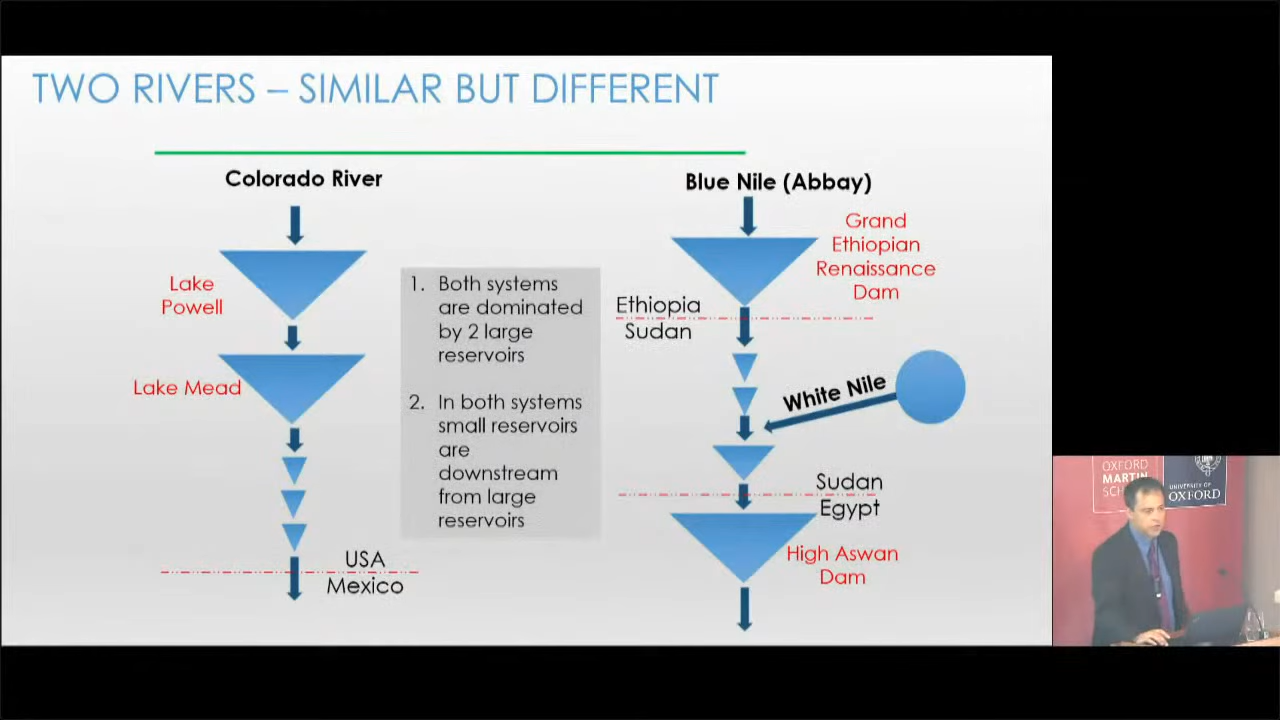 TWO RIVERS – SIMILAR BUT DIFFERENT
Colorado River
Lake
Powell
Lake Mead
USA
Mexico
1. Both systems
are dominated
by 2 large
reservoirs
2. In both systems
small reservoirs
are
downstream
from large
reservoirs
Blue Nile (Abbay)
Grand
Ethiopian
Renaissance
Dam
Ethiopia
Sudan
White Nile
Sudan
Egypt
High Aswan
Dam
OXFORD
MARTIN
UNIVERSITY OF
OXFORD